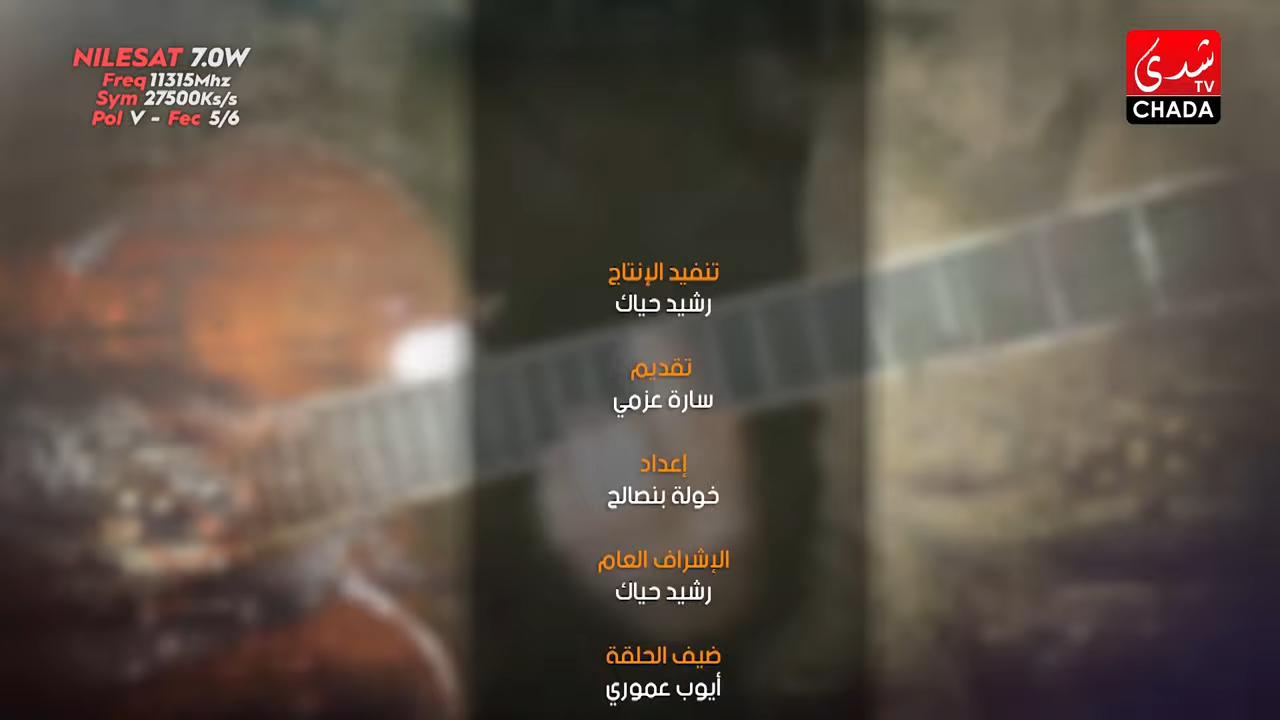 NILESAT 7.0W
Freq 11315Mhz
Sym 27500Ks/s
Pol V - Fec 5/6
شدى
TV
CHADA
تنفيد الإنتاج
رشيد حياك
تقديم
سارة عزمي
إعداد
خولة بنصالح
الإشراف العام
رشيد حياك
ضيف الحلقة
أيوب عموري